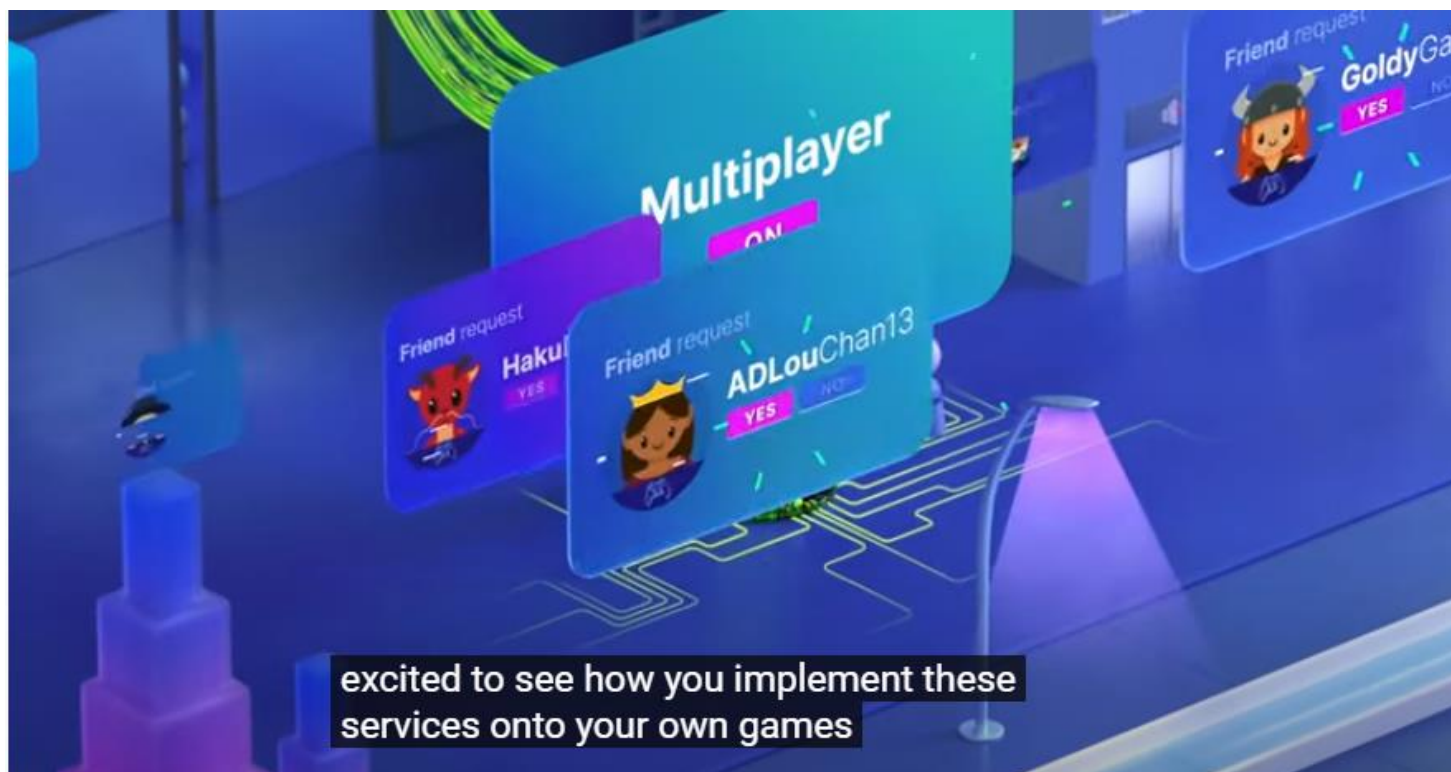 Multiplayer
ON
Friend request
GoldyGa
YES
NO
Friend request
Hakul
YES
Friend request
ADLouChan13
YES
NO
excited to see how you implement these
services onto your own games